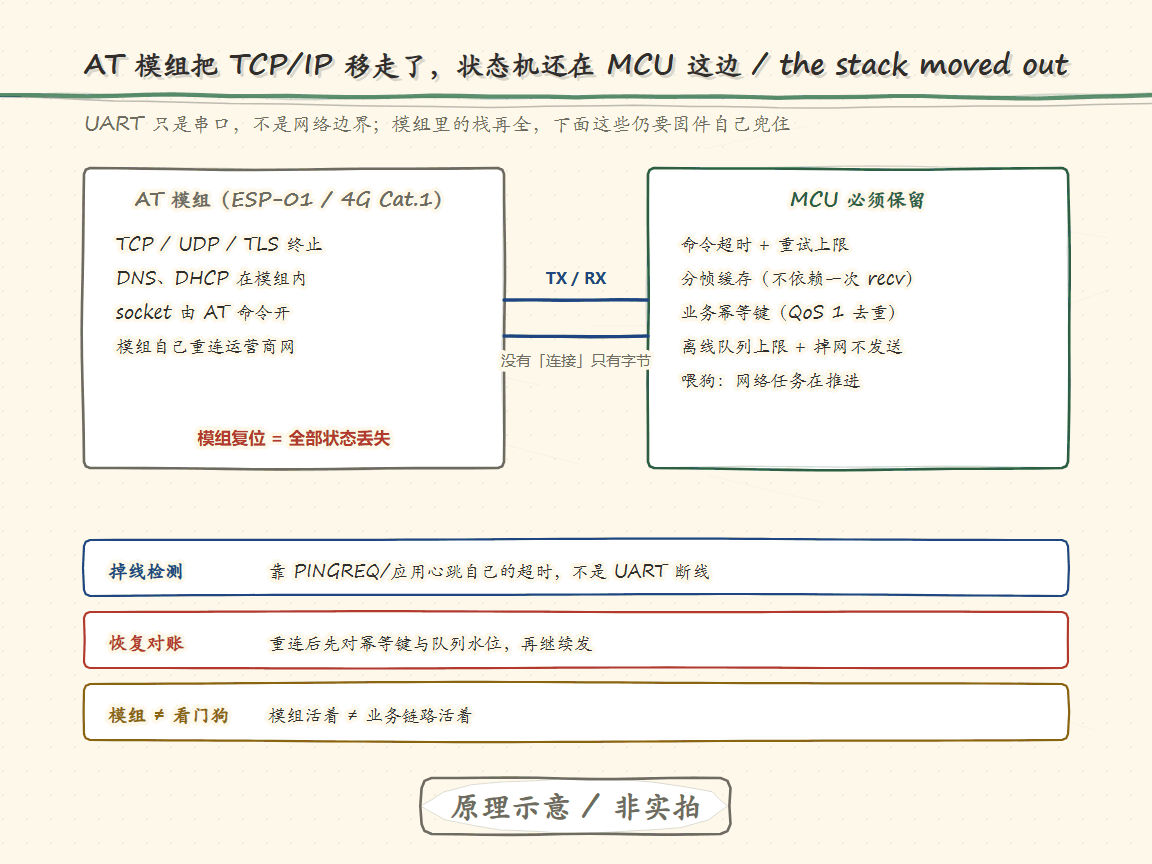 AT 模组把 TCP/IP 移走了，状态机还在 MCU 这边 / the stack moved out
UART 只是串口，不是网络边界；模组里的栈再全，下面这些仍要固件自己兜住
AT 模组（ESP-01 / 4G Cat.1）
TCP / UDP / TLS 终止
DNS、DHCP 在模组内
socket 由 AT 命令开
模组自己重连运营商网
模组复位 = 全部状态丢失
TX / RX
没有「连接」只有字节
MCU 必须保留
命令超时 + 重试上限
分帧缓存（不依赖一次 recv）
业务幂等键（QoS 1 去重）
离线队列上限 + 掉网不发送
喂狗：网络任务在推进
掉线检测 靠 PINGREQ/应用心跳自己的超时，不是 UART 断线
恢复对账 重连后先对幂等键与队列水位，再继续发
模组 ≠ 看门狗 模组活着 ≠ 业务链路活着
原理示意 / 非实拍